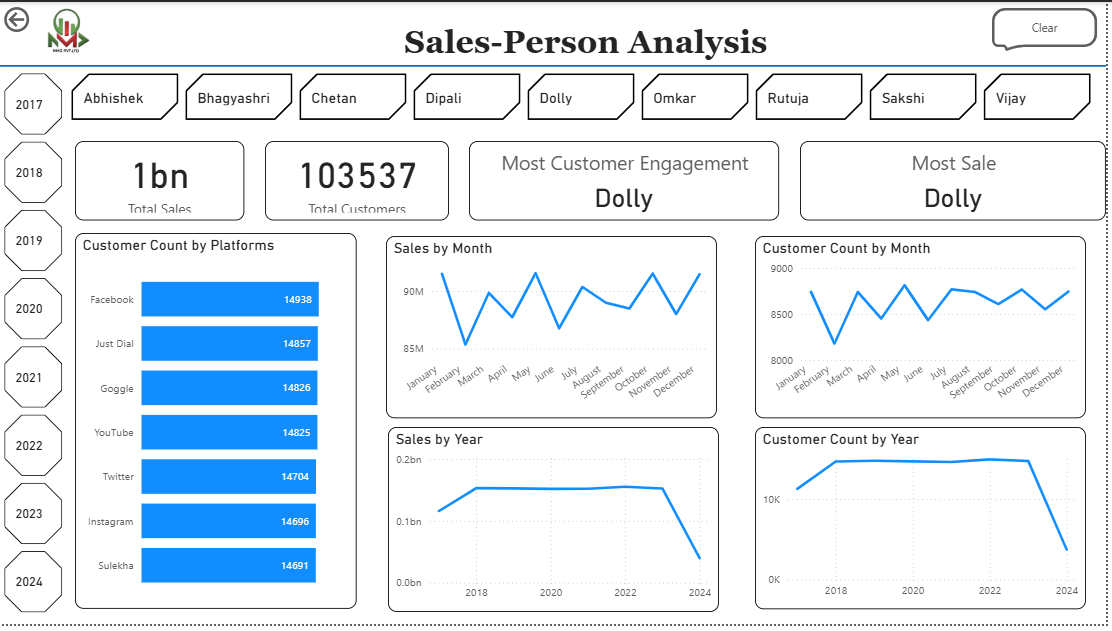 Sales-Person Analysis
Clear
2017
2018
2019
2020
2021
2022
2023
2024
Abhishek
Bhagyashri
Chetan
Dipali
Dolly
Omkar
Rutuja
Sakshi
Vijay
1bn
Total Sales
103537
Total Customers
Most Customer Engagement
Dolly
Most Sale
Dolly
Customer Count by Platforms
Facebook 14938
Just Dial 14857
Goggle 14826
YouTube 14825
Twitter 14704
Instagram 14696
Sulekha 14691
Sales by Month
90M
85M
January February March April May June July August September October November December
Customer Count by Month
9000
8500
8000
January February March April May June July August September October November December
Sales by Year
0.2bn
0.1bn
0.0bn
2018 2020 2022 2024
Customer Count by Year
10K
0K
2018 2020 2022 2024